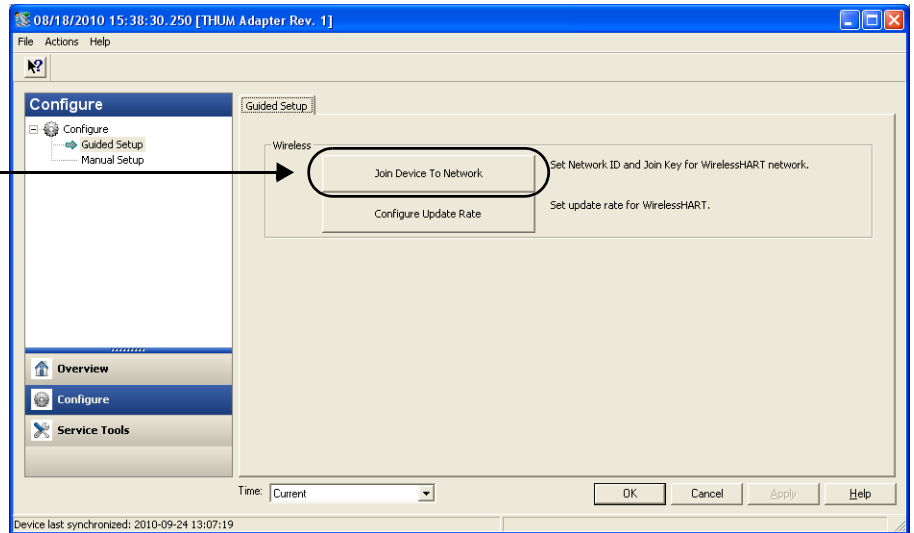 08/18/2010 15:38:30.250 [THUM Adapter Rev. 1]
File Actions Help
Configure
Configure
Guided Setup
Manual Setup
Overview
Configure
Service Tools
Guided Setup
Wireless
Join Device To Network
Set Network ID and Join Key for WirelessHART network.
Configure Update Rate
Set update rate for WirelessHART.
Time: Current
OK Cancel Apply Help
Device last synchronized: 2010-09-24 13:07:19